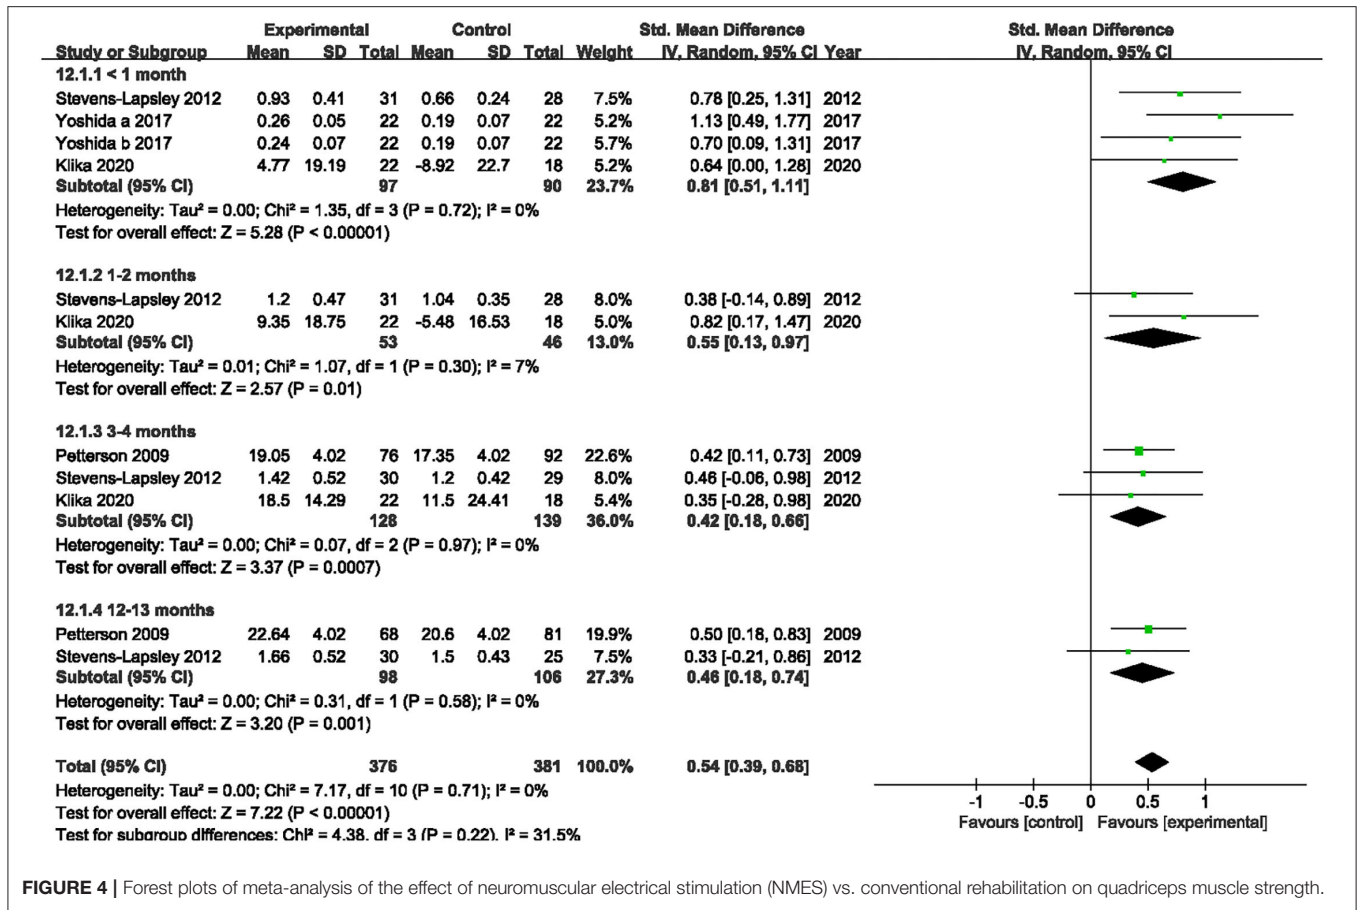 Experimental Control Std. Mean Difference Std. Mean Difference
Study or Subgroup Mean SD Total Mean SD Total Weight IV, Random, 95% CI Year IV, Random, 95% CI
12.1.1 < 1 month
Stevens-Lapsley 2012 0.93 0.41 31 0.66 0.24 28 7.5% 0.78 [0.25, 1.31] 2012
Yoshida a 2017 0.26 0.05 22 0.19 0.07 22 5.2% 1.13 [0.49, 1.77] 2017
Yoshida b 2017 0.24 0.07 22 0.19 0.07 22 5.7% 0.70 [0.09, 1.31] 2017
Klika 2020 4.77 19.19 22 -8.92 22.7 18 5.2% 0.64 [0.00, 1.28] 2020
Subtotal (95% CI) 97 90 23.7% 0.81 [0.51, 1.11]
Heterogeneity: Tau² = 0.00; Chi² = 1.35, df = 3 (P = 0.72); I² = 0%
Test for overall effect: Z = 5.28 (P < 0.00001)
12.1.2 1-2 months
Stevens-Lapsley 2012 1.2 0.47 31 1.04 0.35 28 8.0% 0.38 [-0.14, 0.89] 2012
Klika 2020 9.35 18.75 22 -5.48 16.53 18 5.0% 0.82 [0.17, 1.47] 2020
Subtotal (95% CI) 53 46 13.0% 0.55 [0.13, 0.97]
Heterogeneity: Tau² = 0.01; Chi² = 1.07, df = 1 (P = 0.30); I² = 7%
Test for overall effect: Z = 2.57 (P = 0.01)
12.1.3 3-4 months
Petterson 2009 19.05 4.02 76 17.35 4.02 92 22.6% 0.42 [0.11, 0.73] 2009
Stevens-Lapsley 2012 1.42 0.52 30 1.2 0.42 29 8.0% 0.46 [-0.06, 0.98] 2012
Klika 2020 18.5 14.29 22 11.5 24.41 18 5.4% 0.35 [-0.28, 0.98] 2020
Subtotal (95% CI) 128 139 36.0% 0.42 [0.18, 0.66]
Heterogeneity: Tau² = 0.00; Chi² = 0.07, df = 2 (P = 0.97); I² = 0%
Test for overall effect: Z = 3.37 (P = 0.0007)
12.1.4 12-13 months
Petterson 2009 22.64 4.02 68 20.6 4.02 81 19.9% 0.50 [0.18, 0.83] 2009
Stevens-Lapsley 2012 1.66 0.52 30 1.5 0.43 25 7.5% 0.33 [-0.21, 0.86] 2012
Subtotal (95% CI) 98 106 27.3% 0.46 [0.18, 0.74]
Heterogeneity: Tau² = 0.00; Chi² = 0.31, df = 1 (P = 0.58); I² = 0%
Test for overall effect: Z = 3.20 (P = 0.001)
Total (95% CI) 376 381 100.0% 0.54 [0.39, 0.68]
Heterogeneity: Tau² = 0.00; Chi² = 7.17, df = 10 (P = 0.71); I² = 0%
Test for overall effect: Z = 7.22 (P < 0.00001)
Test for subgroup differences: Chi² = 4.38, df = 3 (P = 0.22), I² = 31.5%
-1 -0.5 0 0.5 1
Favours [control] Favours [experimental]
FIGURE 4 | Forest plots of meta-analysis of the effect of neuromuscular electrical stimulation (NMES) vs. conventional rehabilitation on quadriceps muscle strength.